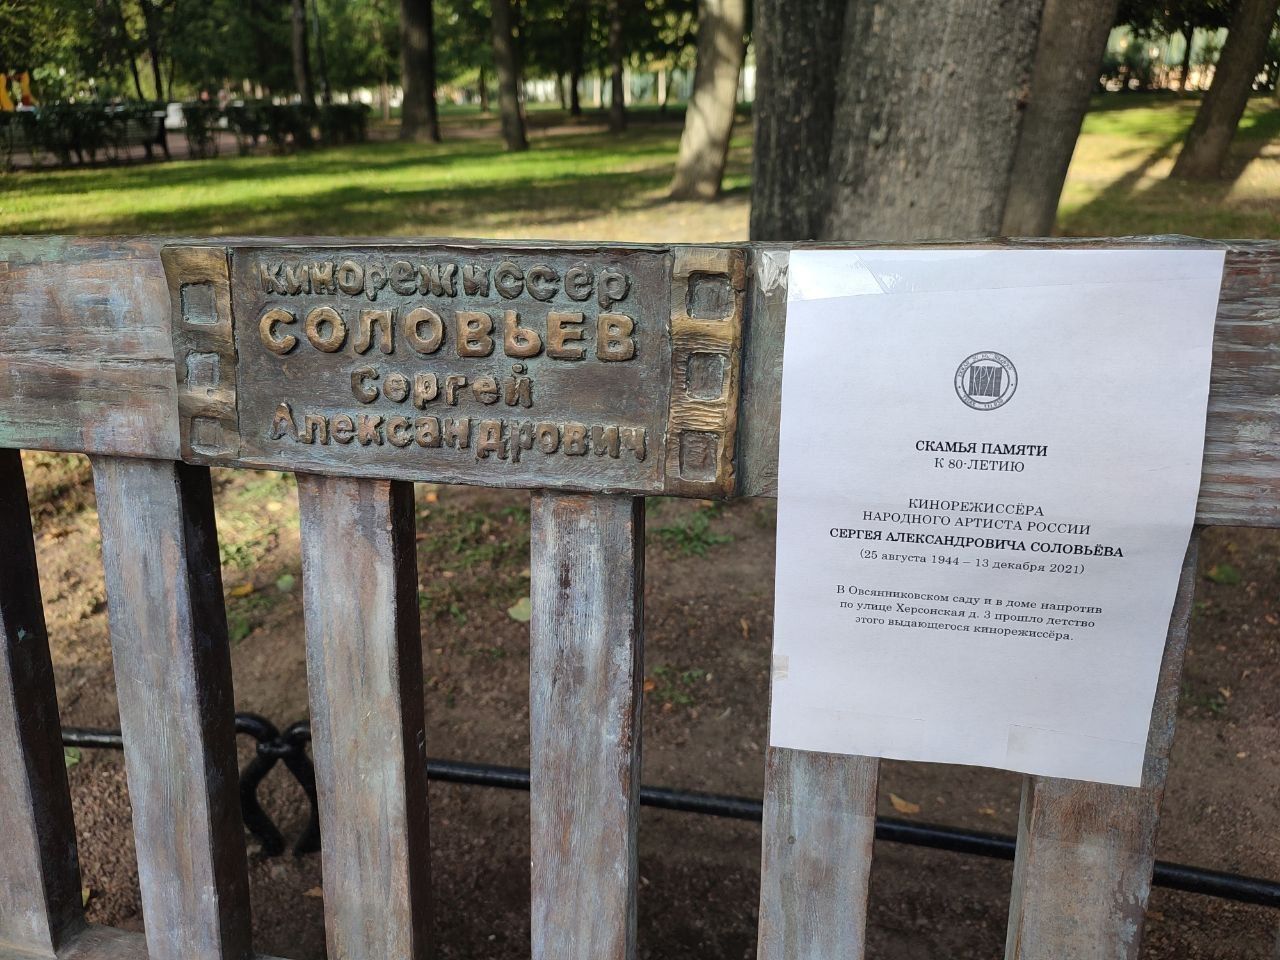 кинорежиссер
СОЛОВЬЕВ
Сергей
Александрович
СКАМЬЯ ПАМЯТИ
К 80-ЛЕТИЮ
КИНОРЕЖИССЁРА
НАРОДНОГО АРТИСТА РОССИИ
СЕРГЕЯ АЛЕКСАНДРОВИЧА СОЛОВЬЁВА
(25 августа 1944 – 13 декабря 2021)
В Овсянниковском саду и в доме напротив
по улице Херсонская д. 3 прошло детство
этого выдающегося кинорежиссёра.